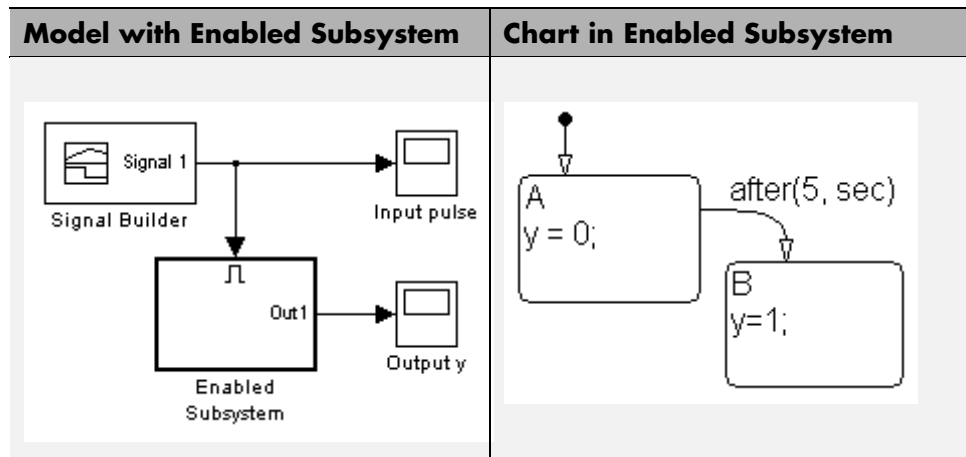 Model with Enabled Subsystem
Chart in Enabled Subsystem
Signal 1
Signal Builder
Input pulse
Out1
Output y
Enabled
Subsystem
A
y = 0;
after(5, sec)
B
y=1;